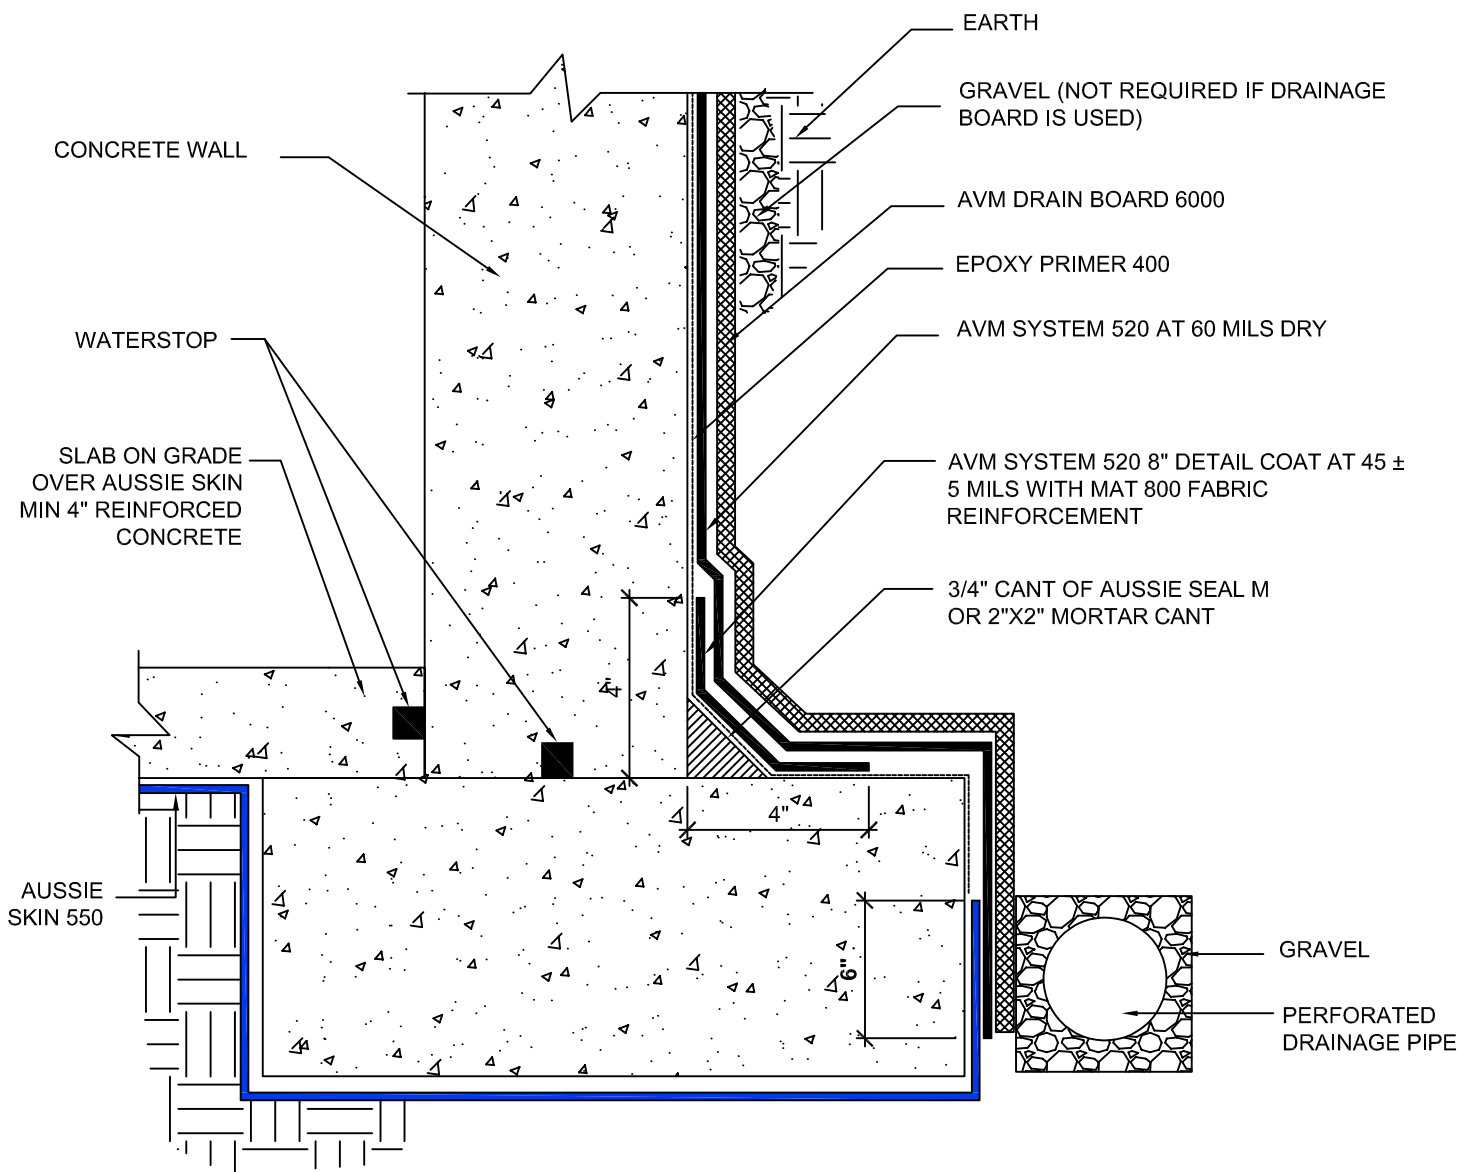 EARTH
GRAVEL (NOT REQUIRED IF DRAINAGE
BOARD IS USED)
CONCRETE WALL
AVM DRAIN BOARD 6000
EPOXY PRIMER 400
AVM SYSTEM 520 AT 60 MILS DRY
WATERSTOP
SLAB ON GRADE
OVER AUSSIE SKIN
MIN 4" REINFORCED
CONCRETE
AVM SYSTEM 520 8" DETAIL COAT AT 45 ±
5 MILS WITH MAT 800 FABRIC
REINFORCEMENT
3/4" CANT OF AUSSIE SEAL M
OR 2"X2" MORTAR CANT
4"
4"
AUSSIE
SKIN 550
6"
GRAVEL
PERFORATED
DRAINAGE PIPE